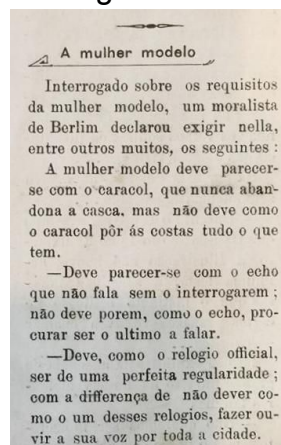 A mulher modelo
Interrogado sobre os requisitos
da mulher modelo, um moralista
de Berlim declarou exigir nella,
entre outros muitos, os seguintes :
A mulher modelo deve parecer-
se com o caracol, que nunca aban-
dona a casca, mas não deve como
o caracol pôr ás costas tudo o que
tem.
—Deve parecer-se com o echo
que não fala sem o interrogarem ;
não deve porem, como o echo, pro-
curar ser o ultimo a falar.
—Deve, como o relogio official,
ser de uma perfeita regularidade ;
com a differença de não dever co-
mo o um desses relogios, fazer ou-
vir a sua voz por toda a cidade.